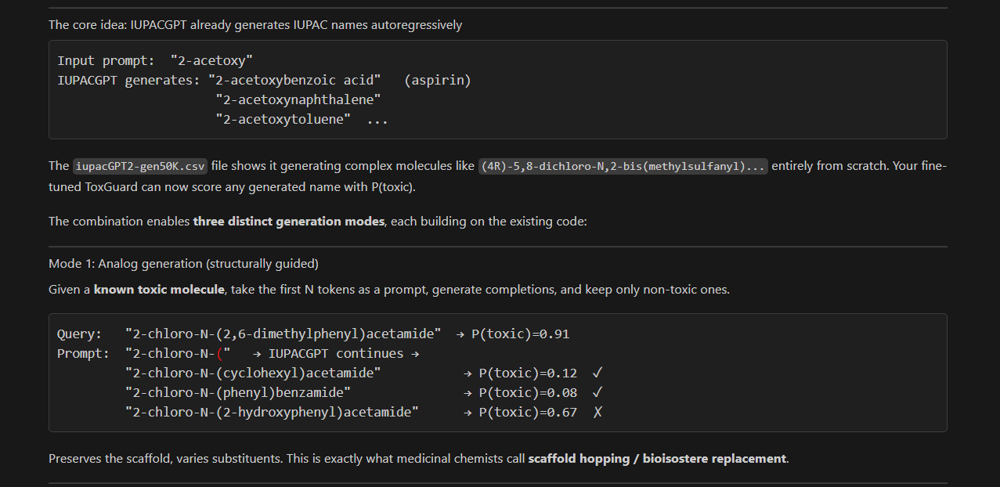 The core idea: IUPACGPT already generates IUPAC names autoregressively
Input prompt:  "2-acetoxy"
IUPACGPT generates: "2-acetoxybenzoic acid"   (aspirin)
"2-acetoxynaphthalene"
"2-acetoxytoluene"  ...
The iupacGPT2-gen50K.csv file shows it generating complex molecules like (4R)-5,8-dichloro-N,2-bis(methylsulfanyl)... entirely from scratch. Your fine-
tuned ToxGuard can now score any generated name with P(toxic).
The combination enables three distinct generation modes, each building on the existing code:
Mode 1: Analog generation (structurally guided)
Given a known toxic molecule, take the first N tokens as a prompt, generate completions, and keep only non-toxic ones.
Query:   "2-chloro-N-(2,6-dimethylphenyl)acetamide"  → P(toxic)=0.91
Prompt:  "2-chloro-N-("   → IUPACGPT continues →
"2-chloro-N-(cyclohexyl)acetamide"           → P(toxic)=0.12  ✓
"2-chloro-N-(phenyl)benzamide"               → P(toxic)=0.08  ✓
"2-chloro-N-(2-hydroxyphenyl)acetamide"      → P(toxic)=0.67  ✗
Preserves the scaffold, varies substituents. This is exactly what medicinal chemists call scaffold hopping / bioisostere replacement.